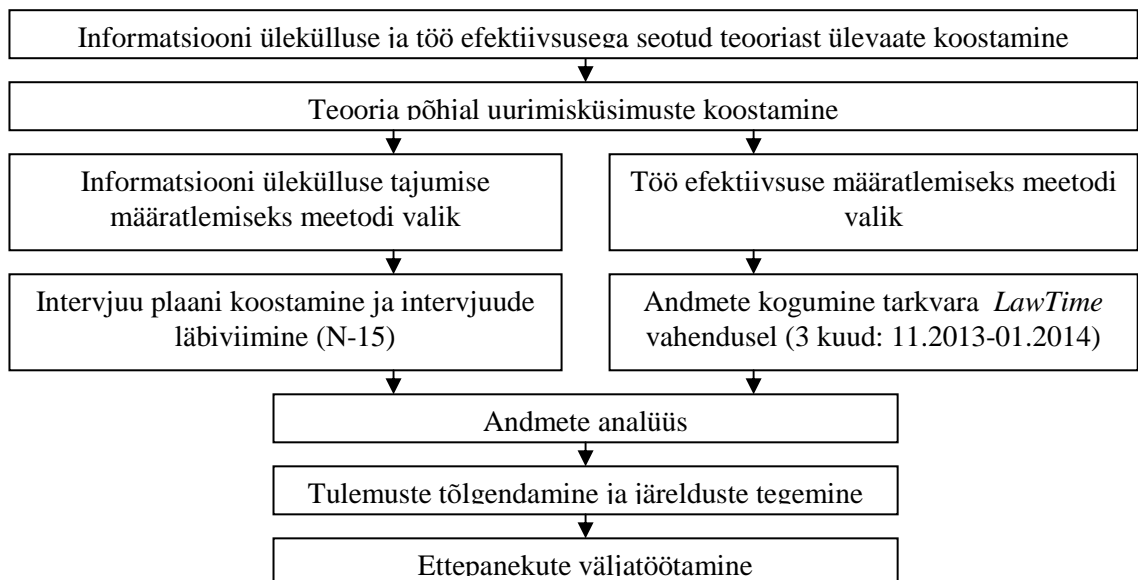 Informatsiooni ülekülluse ja töö efektiivsusega seotud teooriast ülevaate koostamine
Teooria põhjal uurimisküsimuste koostamine
Informatsiooni ülekülluse tajumise
määratlemiseks meetodi valik
Töö efektiivsuse määratlemiseks meetodi
valik
Intervjuu plaani koostamine ja intervjuude
läbiviimine (N-15)
Andmete kogumine tarkvara LawTime
vahendusel (3 kuud: 11.2013-01.2014)
Andmete analüüs
Tulemuste tõlgendamine ja järelduste tegemine
Ettepanekute väljatöötamine